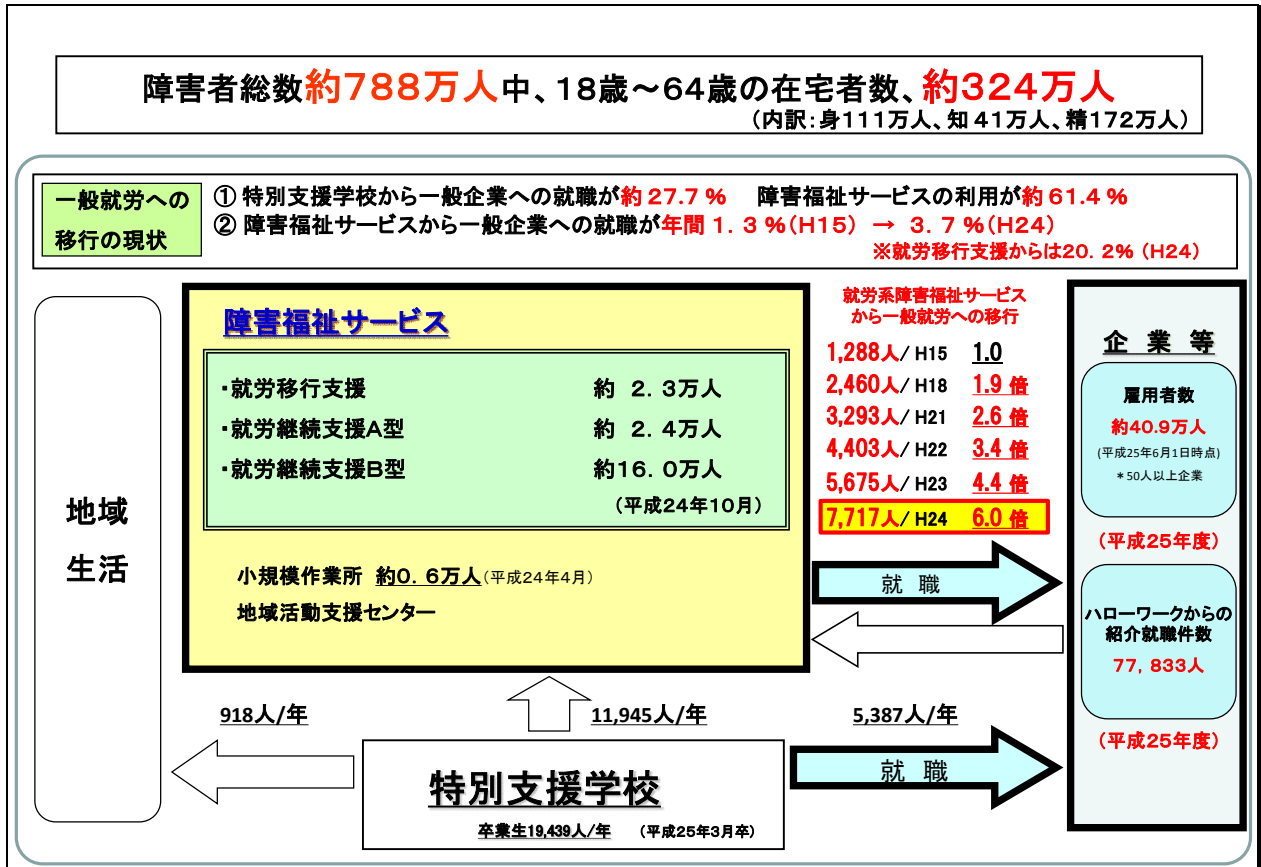 障害者総数約788万人中、18歳～64歳の在宅者数、約324万人
（内訳：身111万人、知 41万人、精172万人）
一般就労への
移行の現状
① 特別支援学校から一般企業への就職が約 27.7 %　障害福祉サービスの利用が約 61.4 %
② 障害福祉サービスから一般企業への就職が年間 1. 3 %（H15） → 3. 7 %（H24）
※就労移行支援からは20. 2% （H24）
地域
生活
障害福祉サービス
・就労移行支援　約 2. 3万人
・就労継続支援A型　約 2. 4万人
・就労継続支援B型　約16. 0万人
（平成24年10月）
小規模作業所 約0. 6万人（平成24年4月）
地域活動支援センター
就労系障害福祉サービス
から一般就労への移行
1,288人/ H15 1.0
2,460人/ H18 1.9 倍
3,293人/ H21 2.6 倍
4,403人/ H22 3.4 倍
5,675人/ H23 4.4 倍
7,717人/ H24 6.0 倍
就 職
企 業 等
雇用者数
約40.9万人
(平成25年6月1日時点)
＊50人以上企業
（平成25年度）
ハローワークからの
紹介就職件数
77, 833人
（平成25年度）
918人/年
11,945人/年
5,387人/年
就 職
特別支援学校
卒業生19,439人/年 （平成25年3月卒）